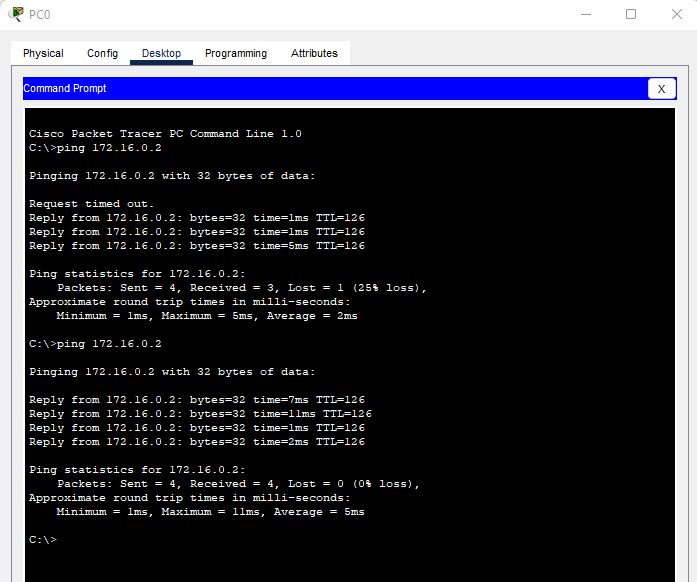 PC0
Physical Config Desktop Programming Attributes
Command Prompt X
Cisco Packet Tracer PC Command Line 1.0
C:\>ping 172.16.0.2
Pinging 172.16.0.2 with 32 bytes of data:
Request timed out.
Reply from 172.16.0.2: bytes=32 time=1ms TTL=126
Reply from 172.16.0.2: bytes=32 time=1ms TTL=126
Reply from 172.16.0.2: bytes=32 time=5ms TTL=126
Ping statistics for 172.16.0.2:
Packets: Sent = 4, Received = 3, Lost = 1 (25% loss),
Approximate round trip times in milli-seconds:
Minimum = 1ms, Maximum = 5ms, Average = 2ms
C:\>ping 172.16.0.2
Pinging 172.16.0.2 with 32 bytes of data:
Reply from 172.16.0.2: bytes=32 time=7ms TTL=126
Reply from 172.16.0.2: bytes=32 time=11ms TTL=126
Reply from 172.16.0.2: bytes=32 time=1ms TTL=126
Reply from 172.16.0.2: bytes=32 time=2ms TTL=126
Ping statistics for 172.16.0.2:
Packets: Sent = 4, Received = 4, Lost = 0 (0% loss),
Approximate round trip times in milli-seconds:
Minimum = 1ms, Maximum = 11ms, Average = 5ms
C:\>